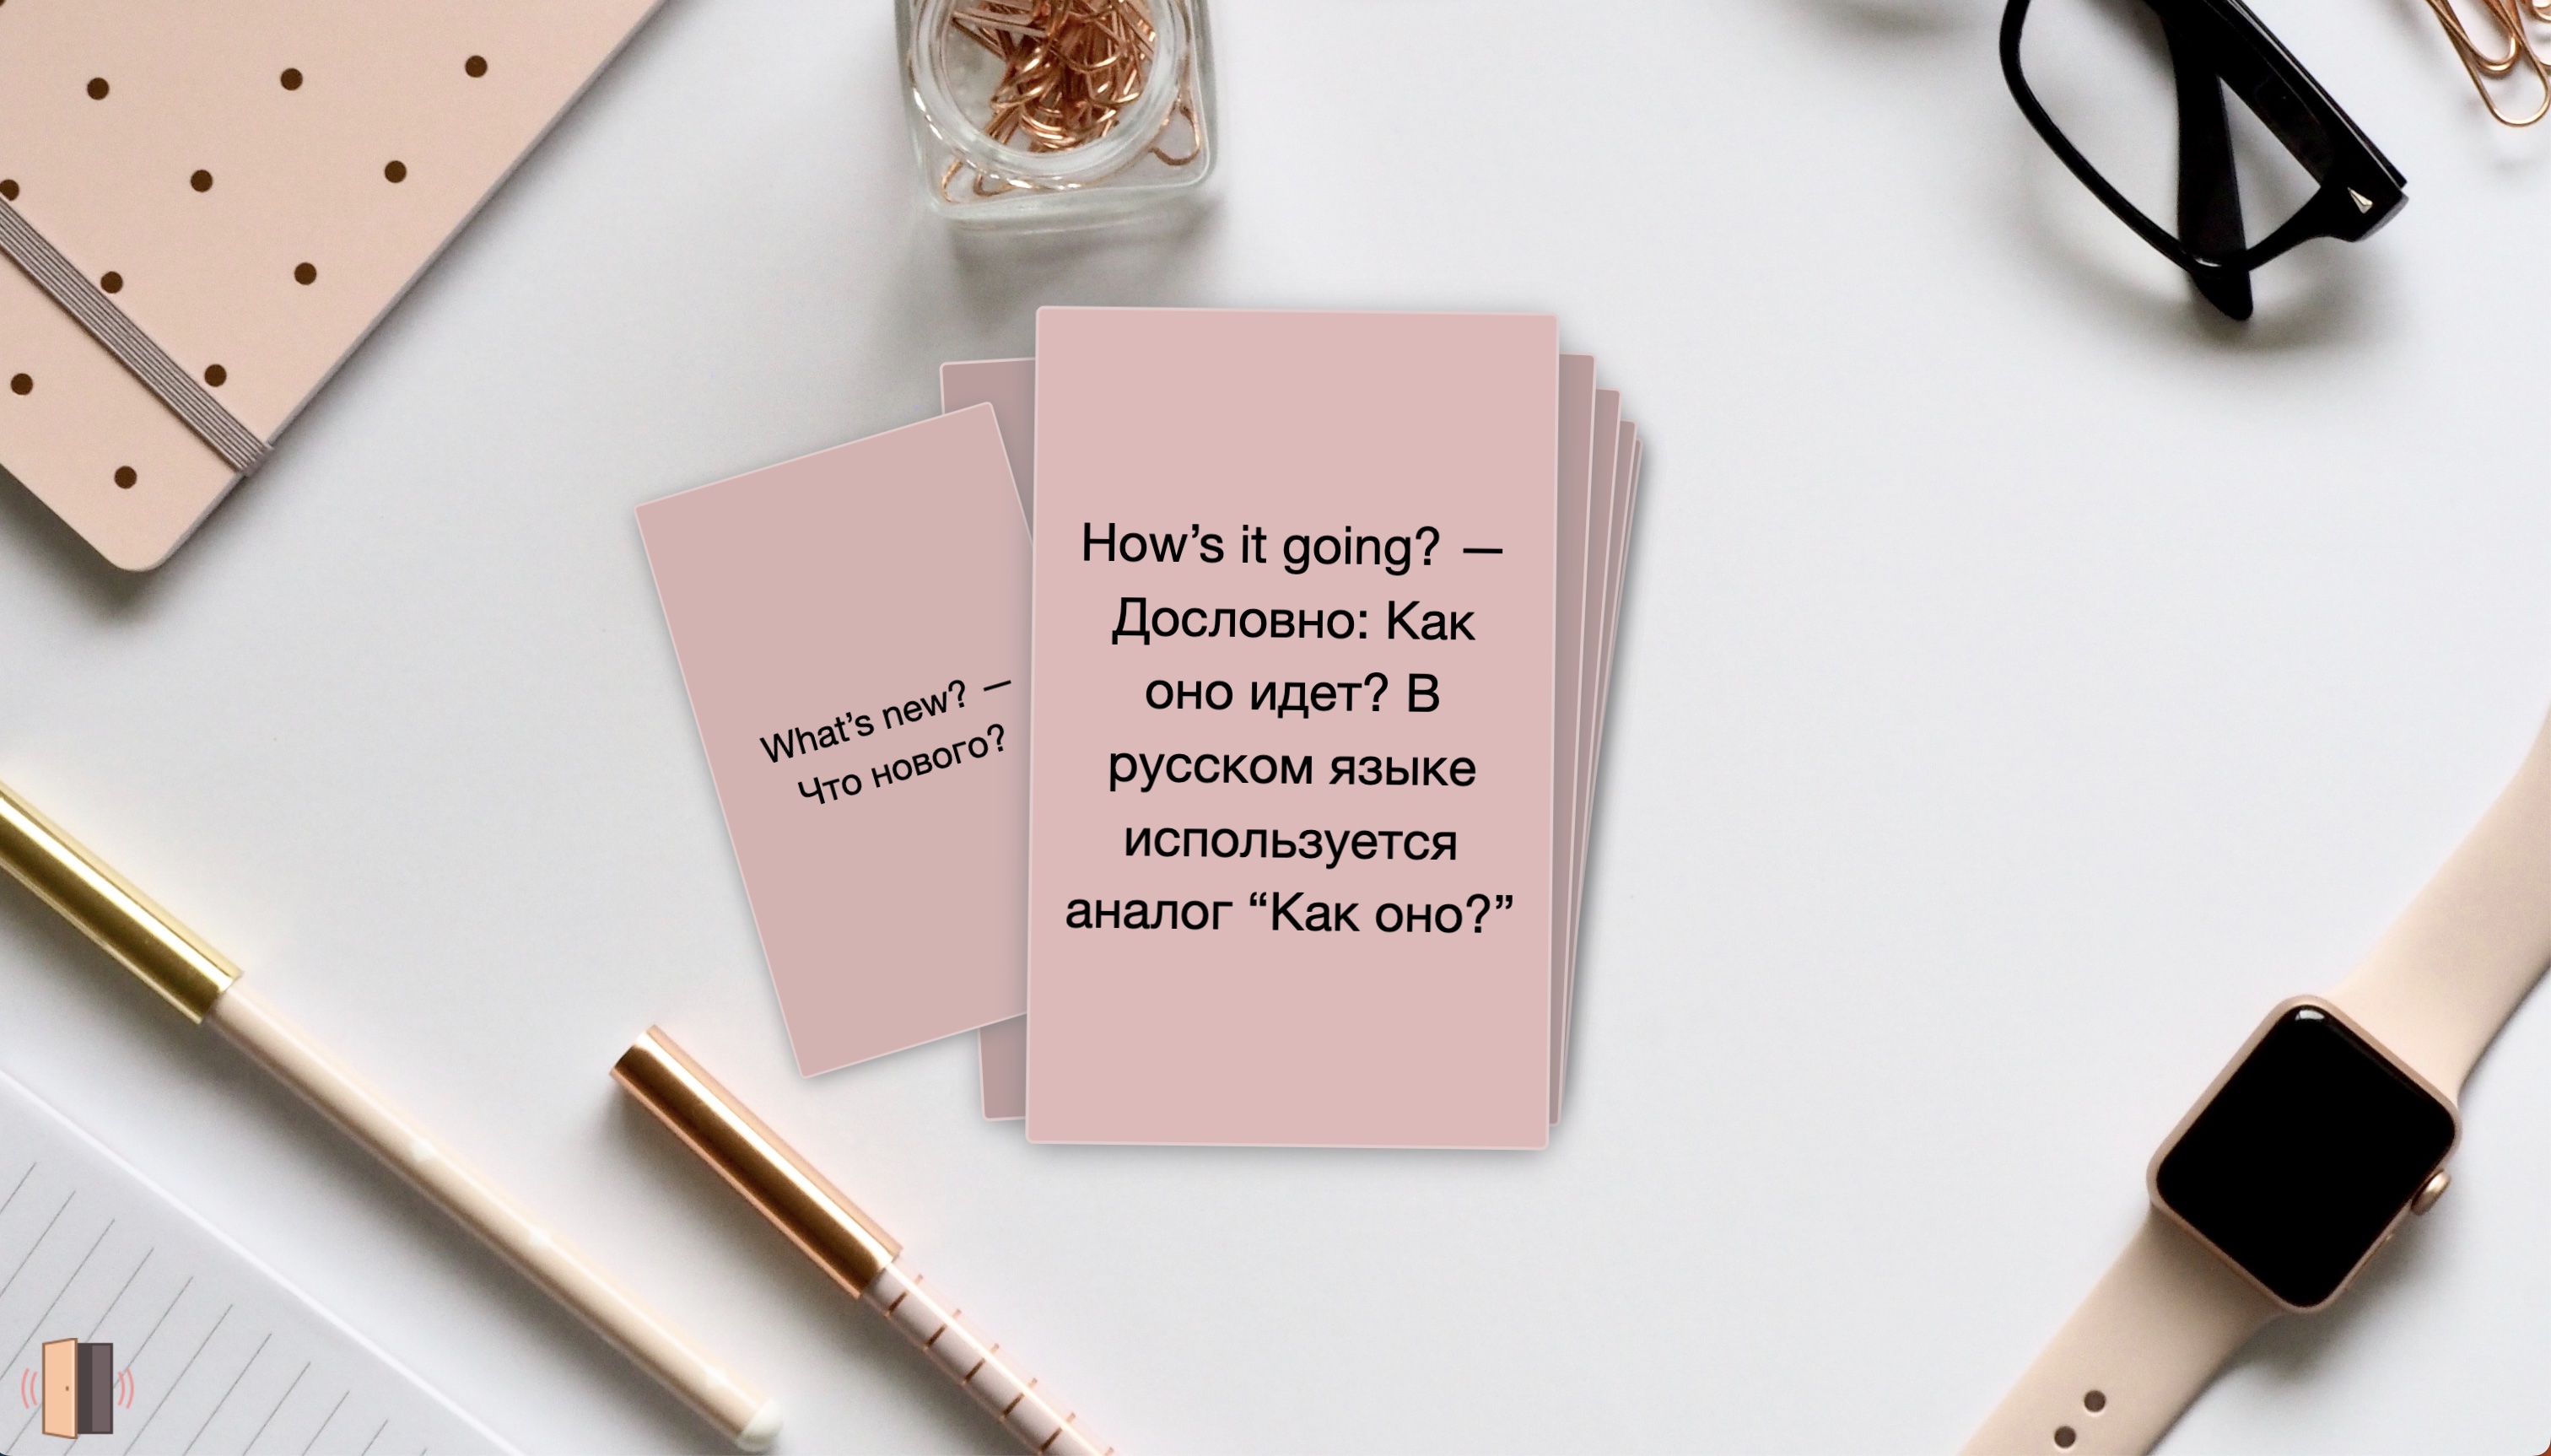 What’s new? —
Что нового?
How’s it going? —
Дословно: Как
оно идет? В
русском языке
используется
аналог “Как оно?”